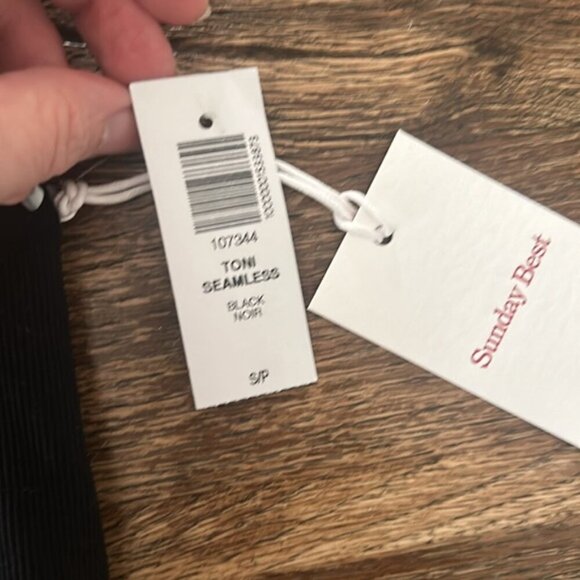 107344
TONI
SEAMLESS
BLACK
NOIR
S/P
Sunday Best